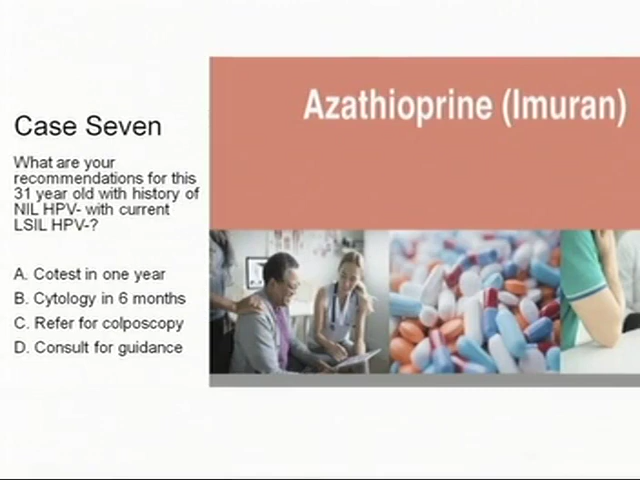 Azathioprine (Imuran)
Case Seven
What are your
recommendations for this
31 year old with history of
NIL HPV- with current
LSIL HPV-?
A. Cotest in one year
B. Cytology in 6 months
C. Refer for colposcopy
D. Consult for guidance